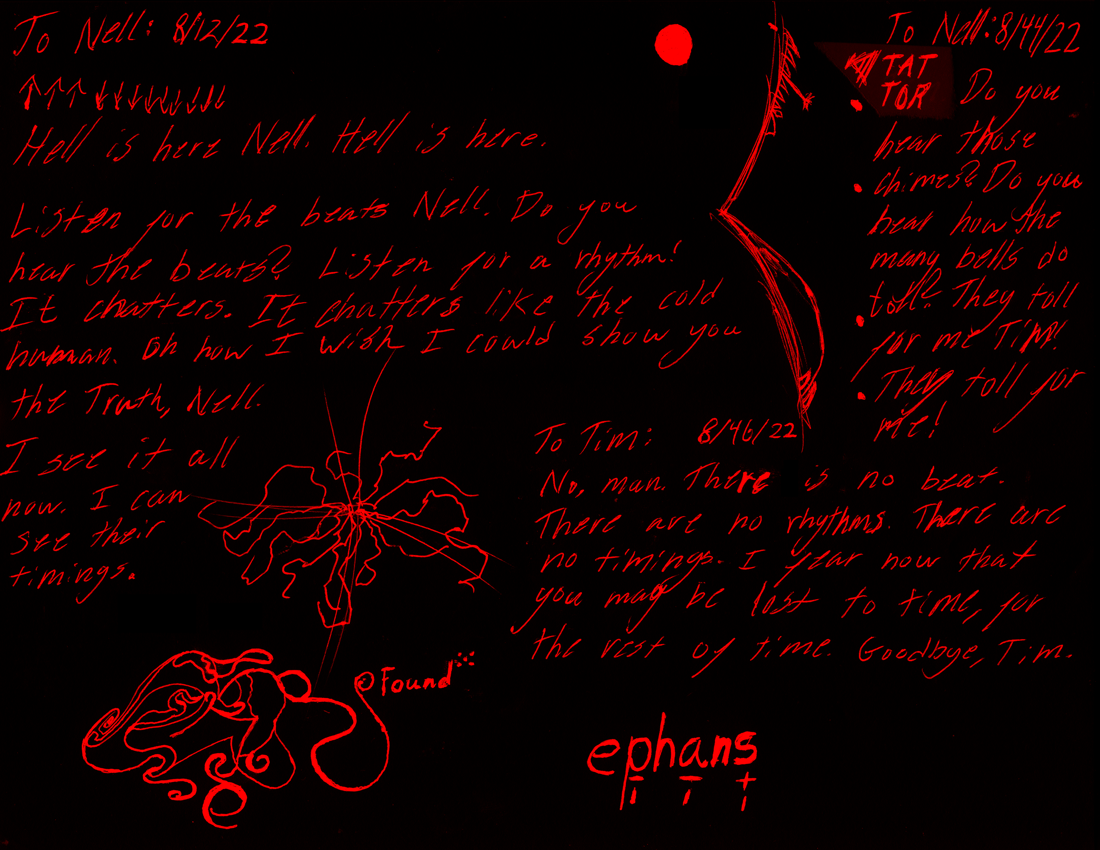 To Nell: 8/12/22
↑↑↑↓↓↓↓↓↓↓↓↓↓
Hell is here Nell. Hell is here.
Listen for the beats Nell. Do you
hear the beats? Listen for a rhythm!
It chatters. It chatters like the cold
human. Oh how I wish I could show you
the Truth, Nell.
I see it all
now. I can
see their
timings.
To Nell: 8/44/22
TAT
TOR
Do you
hear those
chimes? Do you
hear how the
many bells do
toll? They toll
for me Tim!
They toll for
me!
To Tim: 8/46/22
No, man. There is no beat.
There are no rhythms. There are
no timings. I fear now that
you may be lost to time, for
the rest of time. Goodbye, Tim.
@Found
ephans